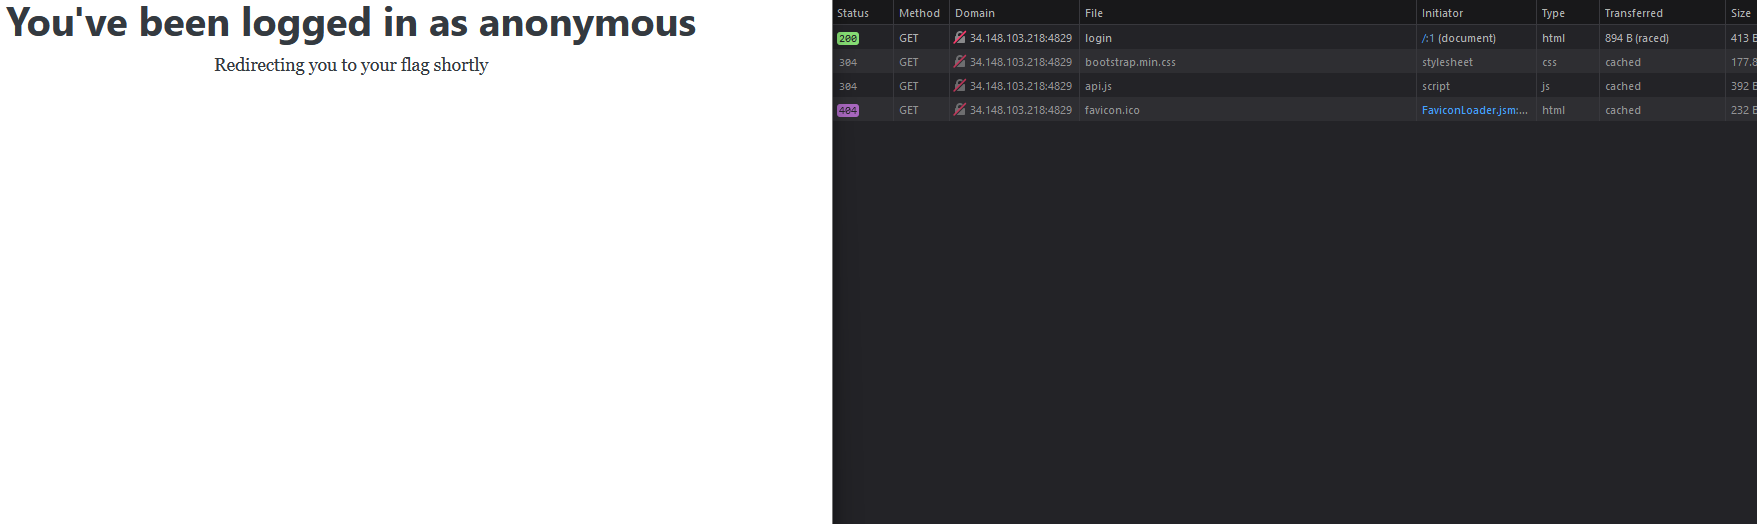 You've been logged in as anonymous
Redirecting you to your flag shortly
Status Method Domain File Initiator Type Transferred Size
200 GET 34.148.103.218:4829 login /:1 (document) html 894 B (raced) 413 B
304 GET 34.148.103.218:4829 bootstrap.min.css stylesheet css cached 177.8
304 GET 34.148.103.218:4829 api.js script js cached 392 B
404 GET 34.148.103.218:4829 favicon.ico FaviconLoader.jsm:... html cached 232 B